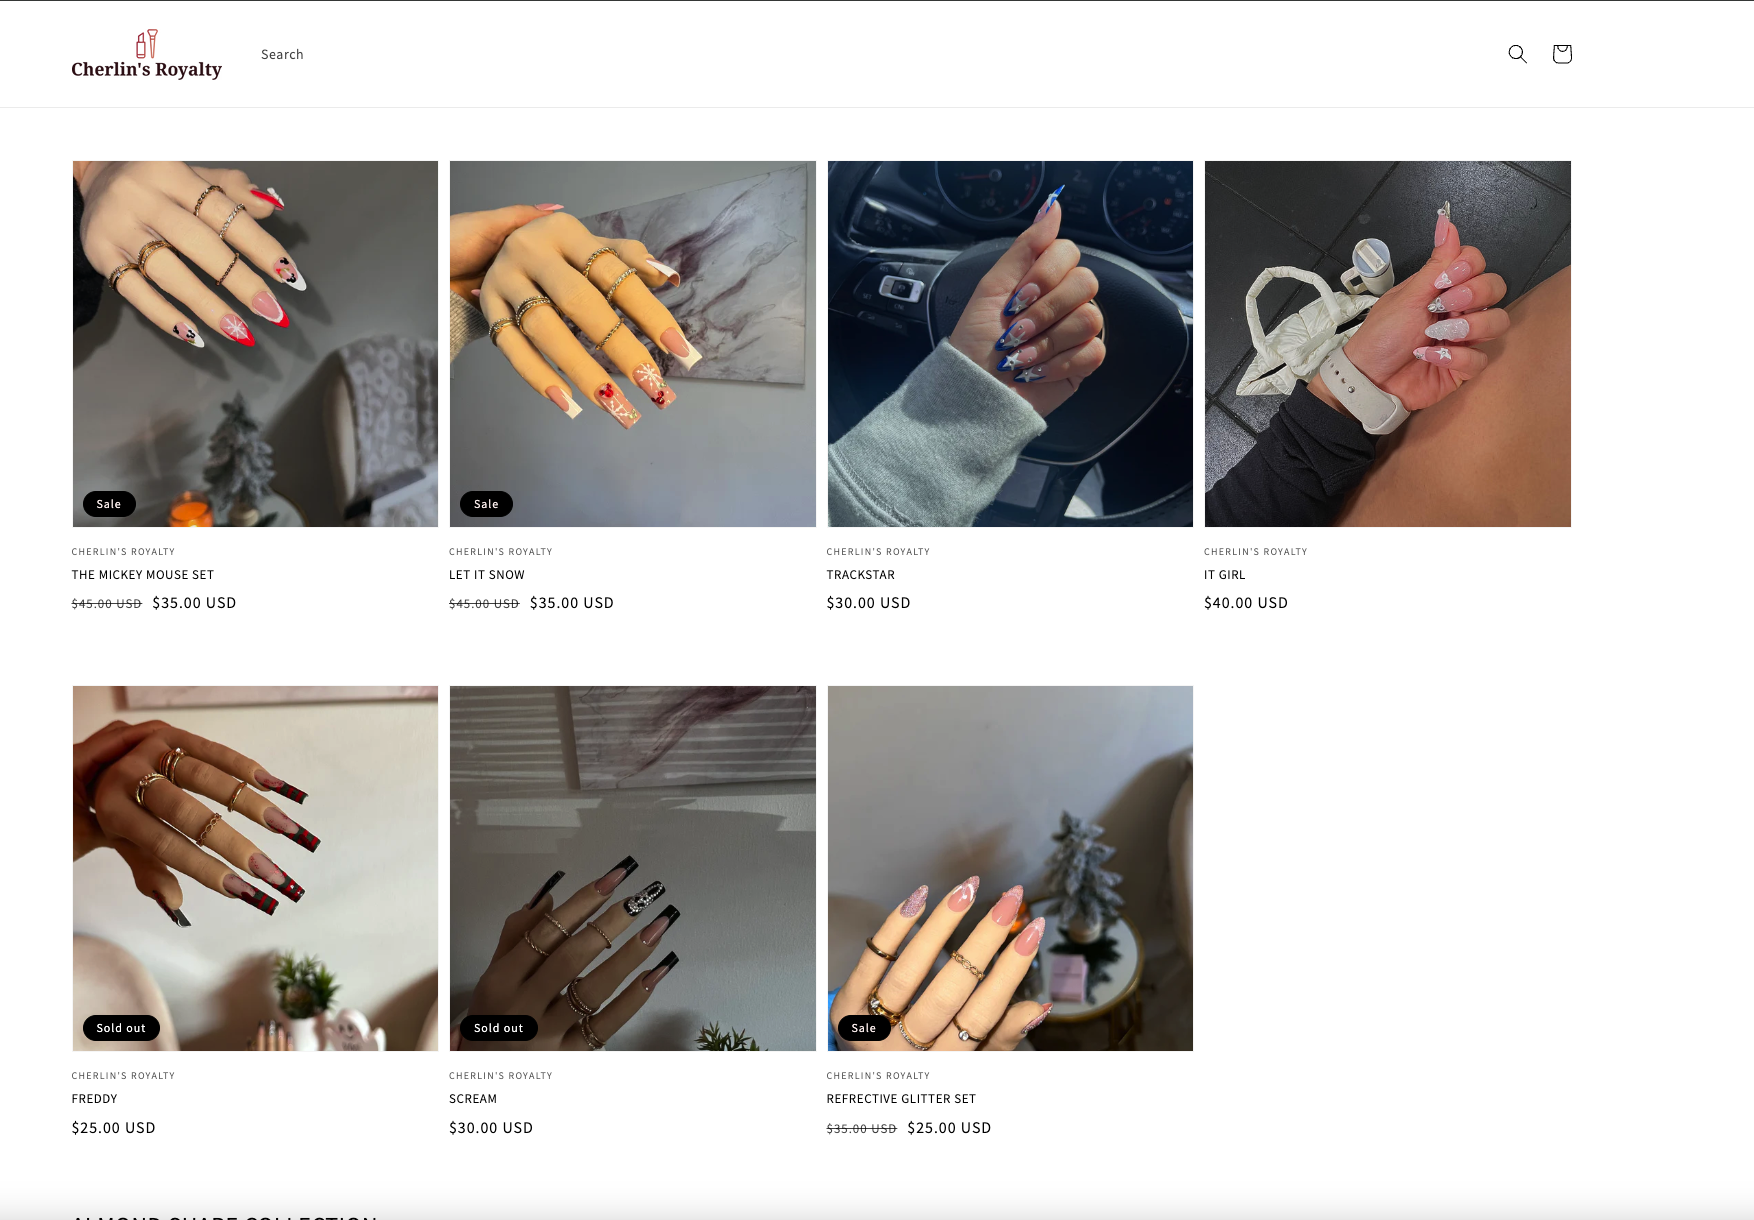 Cherlin's Royalty
Search
Sale
Sale
CHERLIN'S ROYALTY
THE MICKEY MOUSE SET
$45.00 USD $35.00 USD
CHERLIN'S ROYALTY
LET IT SNOW
$45.00 USD $35.00 USD
CHERLIN'S ROYALTY
TRACKSTAR
$30.00 USD
CHERLIN'S ROYALTY
IT GIRL
$40.00 USD
Sold out
Sold out
Sale
CHERLIN'S ROYALTY
FREDDY
$25.00 USD
CHERLIN'S ROYALTY
SCREAM
$30.00 USD
CHERLIN'S ROYALTY
REFRECTIVE GLITTER SET
$35.00 USD $25.00 USD
ALMOND SHAPE COLLECTION